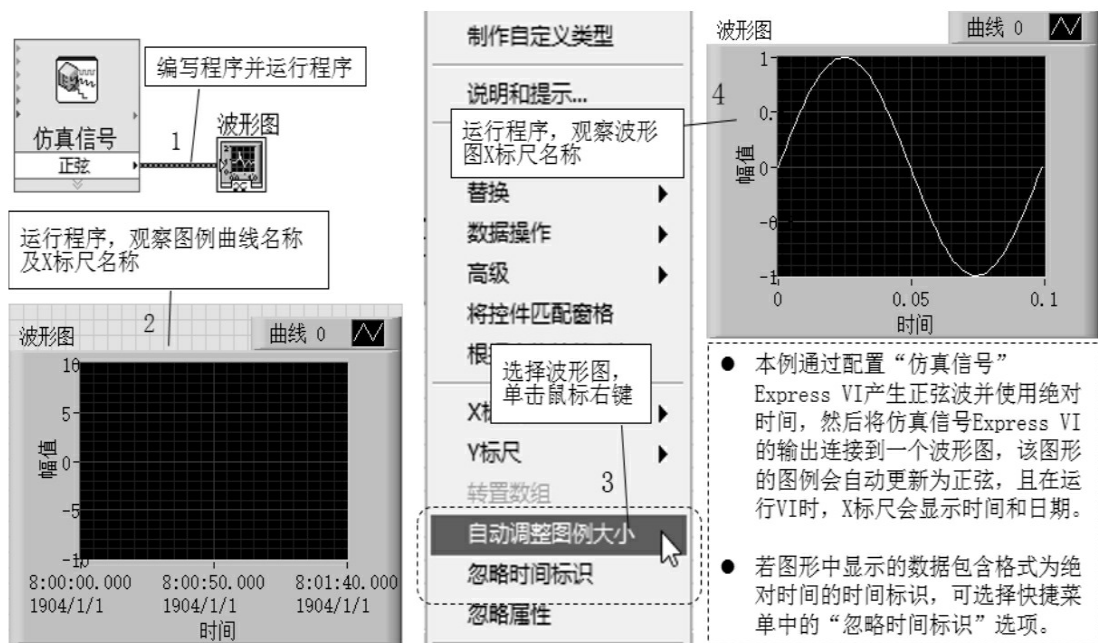 编写程序并运行程序
仿真信号
正弦
1
波形图
运行程序，观察图例曲线名称
及X标尺名称
2
波形图
曲线 0
10
5
0
-5
-10
幅值
8:00:00.000
1904/1/1
8:00:50.000
1904/1/1
8:01:40.000
1904/1/1
时间
制作自定义类型
说明和提示...
运行程序，观察波形
图X标尺名称
替换
数据操作
高级
将控件匹配窗格
根
选择波形图，
单击鼠标右键
X标
Y标尺
转置数组
3
自动调整图例大小
忽略时间标识
忽略属性
4
波形图
曲线 0
1
0.
0
-0
-1
幅值
0
0.05
0.1
时间
● 本例通过配置“仿真信号”
Express VI产生正弦波并使用绝对
时间，然后将仿真信号Express VI
的输出连接到一个波形图，该图形
的图例会自动更新为正弦，且在运
行VI时，X标尺会显示时间和日期。
● 若图形中显示的数据包含格式为绝
对时间的时间标识，可选择快捷菜
单中的“忽略时间标识”选项。